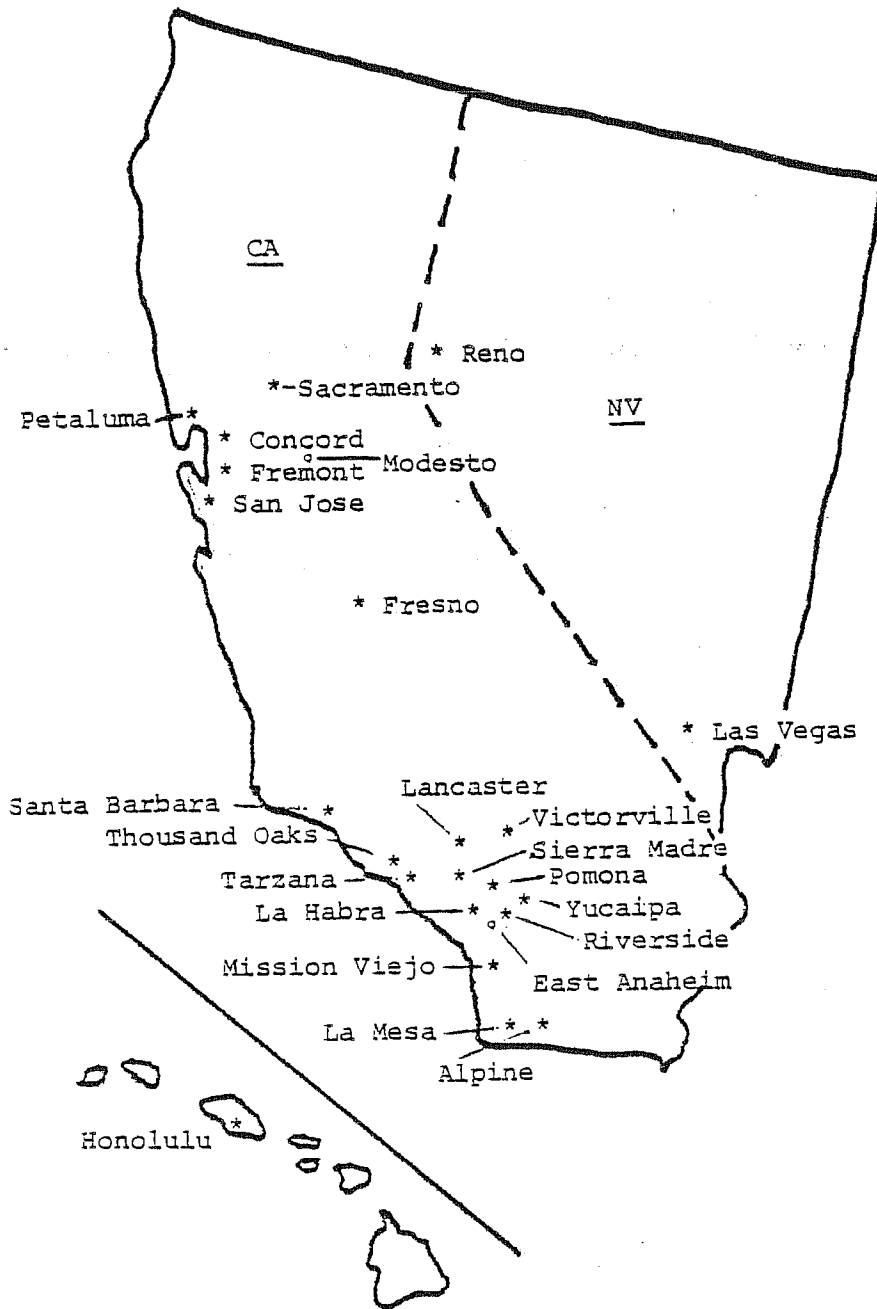 CA
* Reno
*-Sacramento
NV
Petaluma *
* Concord
Modesto
* Fremont
* San Jose
* Fresno
* Las Vegas
Lancaster *
Santa Barbara *
* Victorville
Thousand Oaks *
* Sierra Madre
Tarzana *
* Pomona
La Habra *
* Yucaipa
* Riverside
Mission Viejo *
East Anaheim
La Mesa *
Alpine *
Honolulu *